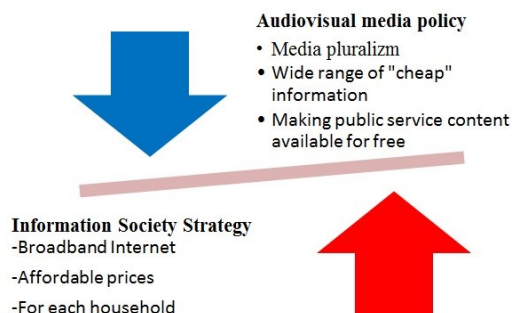 Audiovisual media policy
• Media pluralizm
• Wide range of "cheap"
information
• Making public service content
available for free
Information Society Strategy
-Broadband Internet
-Affordable prices
-For each household